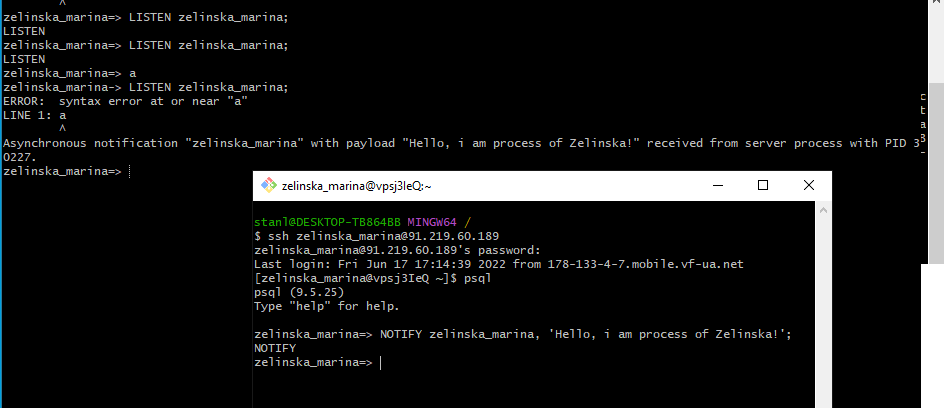 ^
zelinska_marina=> LISTEN zelinska_marina;
LISTEN
zelinska_marina=> LISTEN zelinska_marina;
LISTEN
zelinska_marina=> a
zelinska_marina-> LISTEN zelinska_marina;
ERROR:  syntax error at or near "a"
LINE 1: a
^
Asynchronous notification "zelinska_marina" with payload "Hello, i am process of Zelinska!" received from server process with PID 3
0227.
zelinska_marina=>
zelinska_marina@vpsj3IeQ:~
stanl@DESKTOP-TB864BB MINGW64 /
$ ssh zelinska_marina@91.219.60.189
zelinska_marina@91.219.60.189's password:
Last login: Fri Jun 17 17:14:39 2022 from 178-133-4-7.mobile.vf-ua.net
[zelinska_marina@vpsj3IeQ ~]$ psql
psql (9.5.25)
Type "help" for help.
zelinska_marina=> NOTIFY zelinska_marina, 'Hello, i am process of Zelinska!';
NOTIFY
zelinska_marina=>